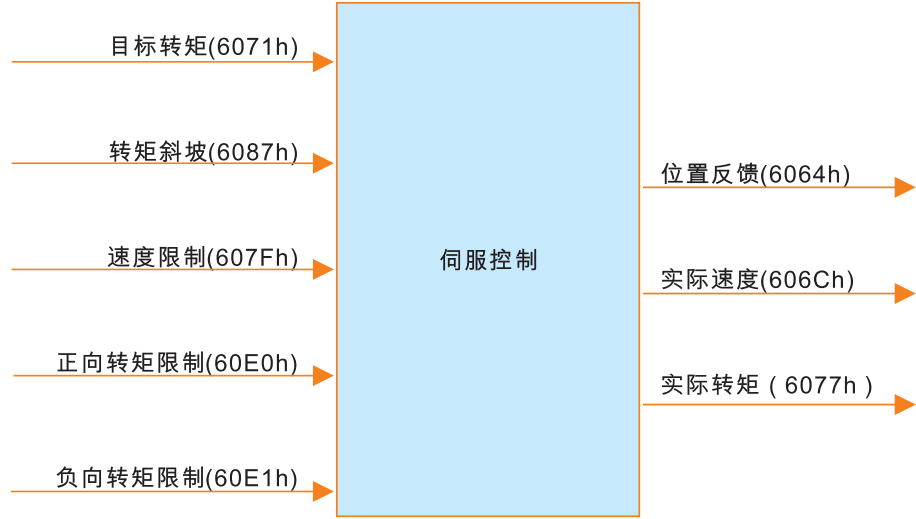 目标转矩(6071h)
转矩斜坡(6087h)
速度限制(607Fh)
正向转矩限制(60E0h)
负向转矩限制(60E1h)
伺服控制
位置反馈(6064h)
实际速度(606Ch)
实际转矩（6077h）